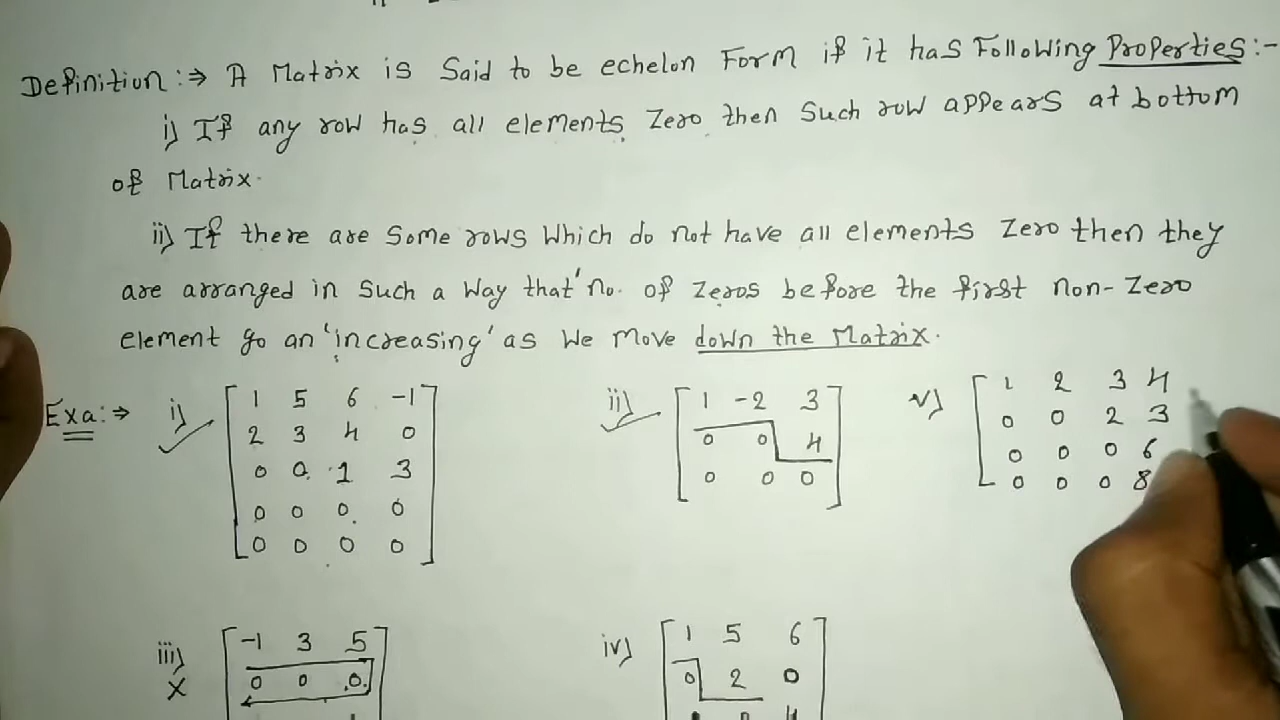 Definition:⇒ A Matrix is Said to be echelon Form if it has Following Properties:-
i) If any row has all elements Zero then Such row appears at bottom
of Matrix.
ii) If there are Some rows Which do not have all elements Zero then they
are arranged in Such a Way that no. of Zeros before the first non-Zero
element go on 'increasing' as We Move down the Matrix.
Exa:⇒ i)
1 5 6 -1
2 3 4 0
0 0 1 3
0 0 0 0
0 0 0 0
ii)
1 -2 3
0 0 4
0 0 0
v)
1 2 3 4
0 0 2 3
0 0 0 6
0 0 0 8
iii) X
-1 3 5
0 0 0
iv)
1 5 6
0 2 0